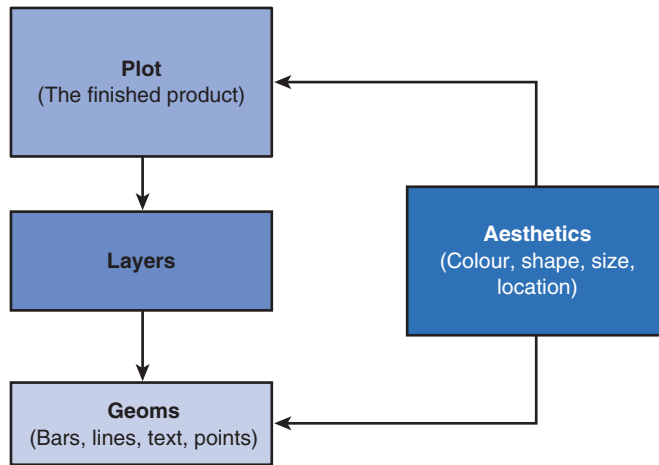 Plot
(The finished product)
Layers
Geoms
(Bars, lines, text, points)
Aesthetics
(Colour, shape, size,
location)